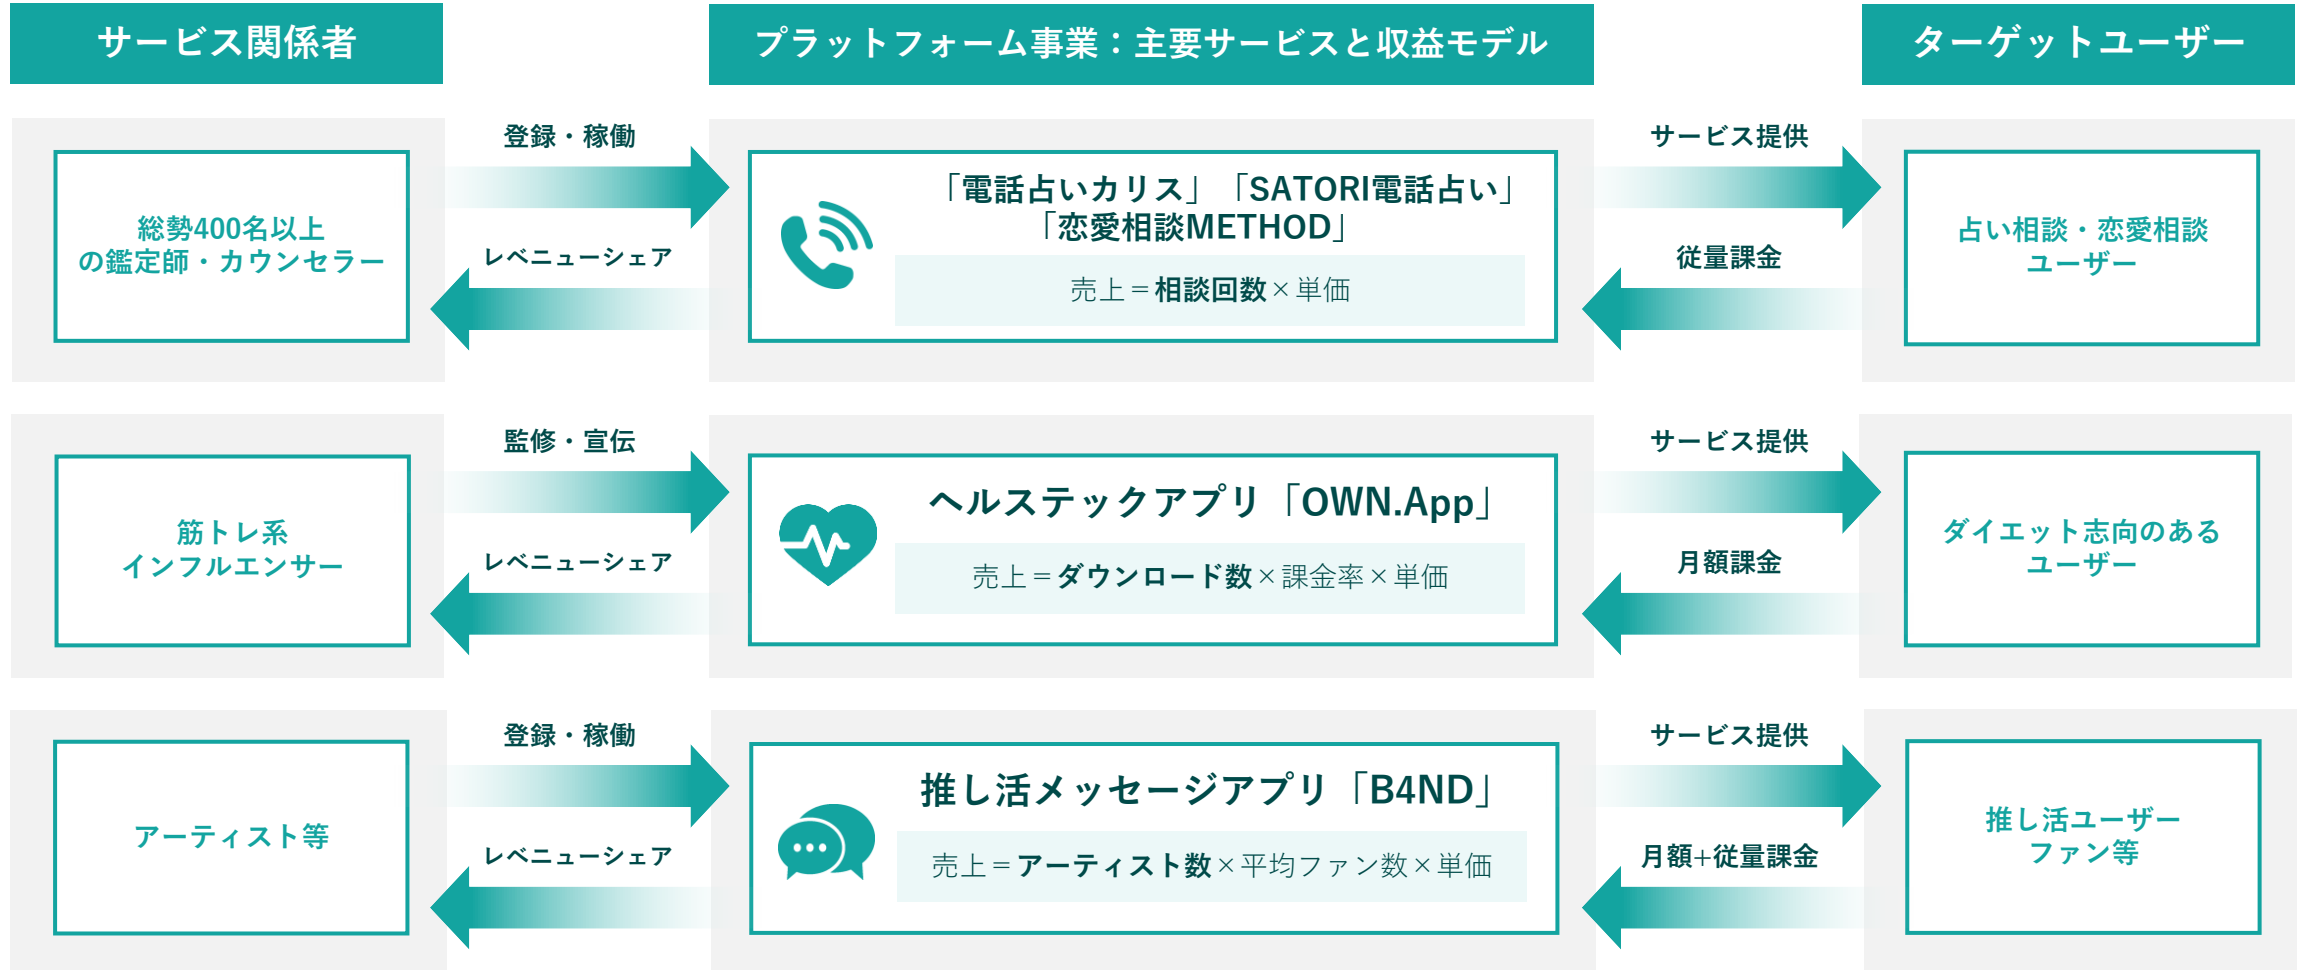 サービス関係者
プラットフォーム事業：主要サービスと収益モデル
ターゲットユーザー
総勢400名以上
の鑑定師・カウンセラー
登録・稼働
レベニューシェア
「電話占いカリス」「SATORI電話占い」
「恋愛相談METHOD」
売上＝相談回数×単価
サービス提供
従量課金
占い相談・恋愛相談
ユーザー
筋トレ系
インフルエンサー
監修・宣伝
レベニューシェア
ヘルステックアプリ「OWN.App」
売上＝ダウンロード数×課金率×単価
サービス提供
月額課金
ダイエット志向のある
ユーザー
アーティスト等
登録・稼働
レベニューシェア
推し活メッセージアプリ「B4ND」
売上＝アーティスト数×平均ファン数×単価
サービス提供
月額+従量課金
推し活ユーザー
ファン等